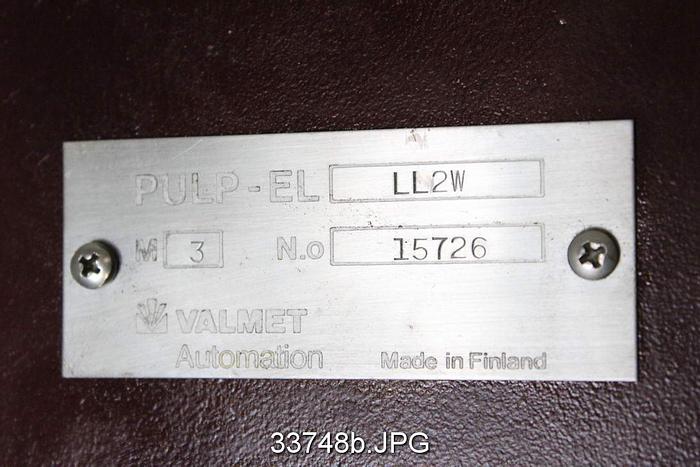 PULP-EL LL2W
M 3 N.o 15726
VALMET
Automation Made in Finland
33748b.JPG